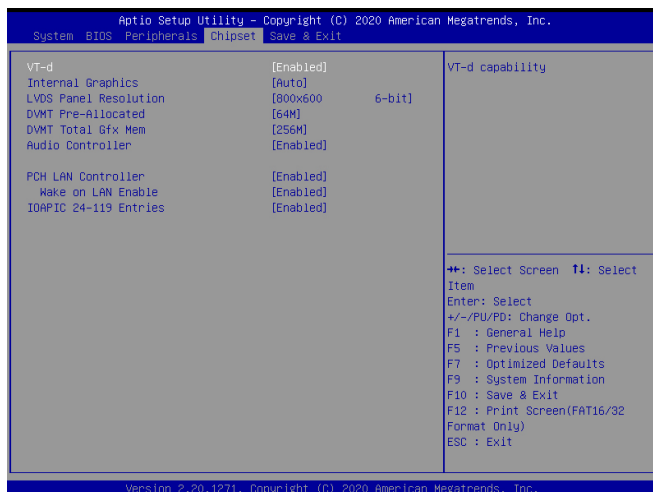 Aptio Setup Utility – Copyright (C) 2020 American Megatrends, Inc.
System BIOS Peripherals Chipset Save & Exit
VT-d [Enabled]
Internal Graphics [Auto]
LVDS Panel Resolution [800x600 6-bit]
DVMT Pre-Allocated [64M]
DVMT Total Gfx Mem [256M]
Audio Controller [Enabled]
PCH LAN Controller [Enabled]
Wake on LAN Enable [Enabled]
IOAPIC 24-119 Entries [Enabled]
VT-d capability
→←: Select Screen ↑↓: Select
Item
Enter: Select
+/-/PU/PD: Change Opt.
F1 : General Help
F5 : Previous Values
F7 : Optimized Defaults
F9 : System Information
F10 : Save & Exit
F12 : Print Screen(FAT16/32
Format Only)
ESC : Exit
Version 2.20.1271. Copyright (C) 2020 American Megatrends, Inc.